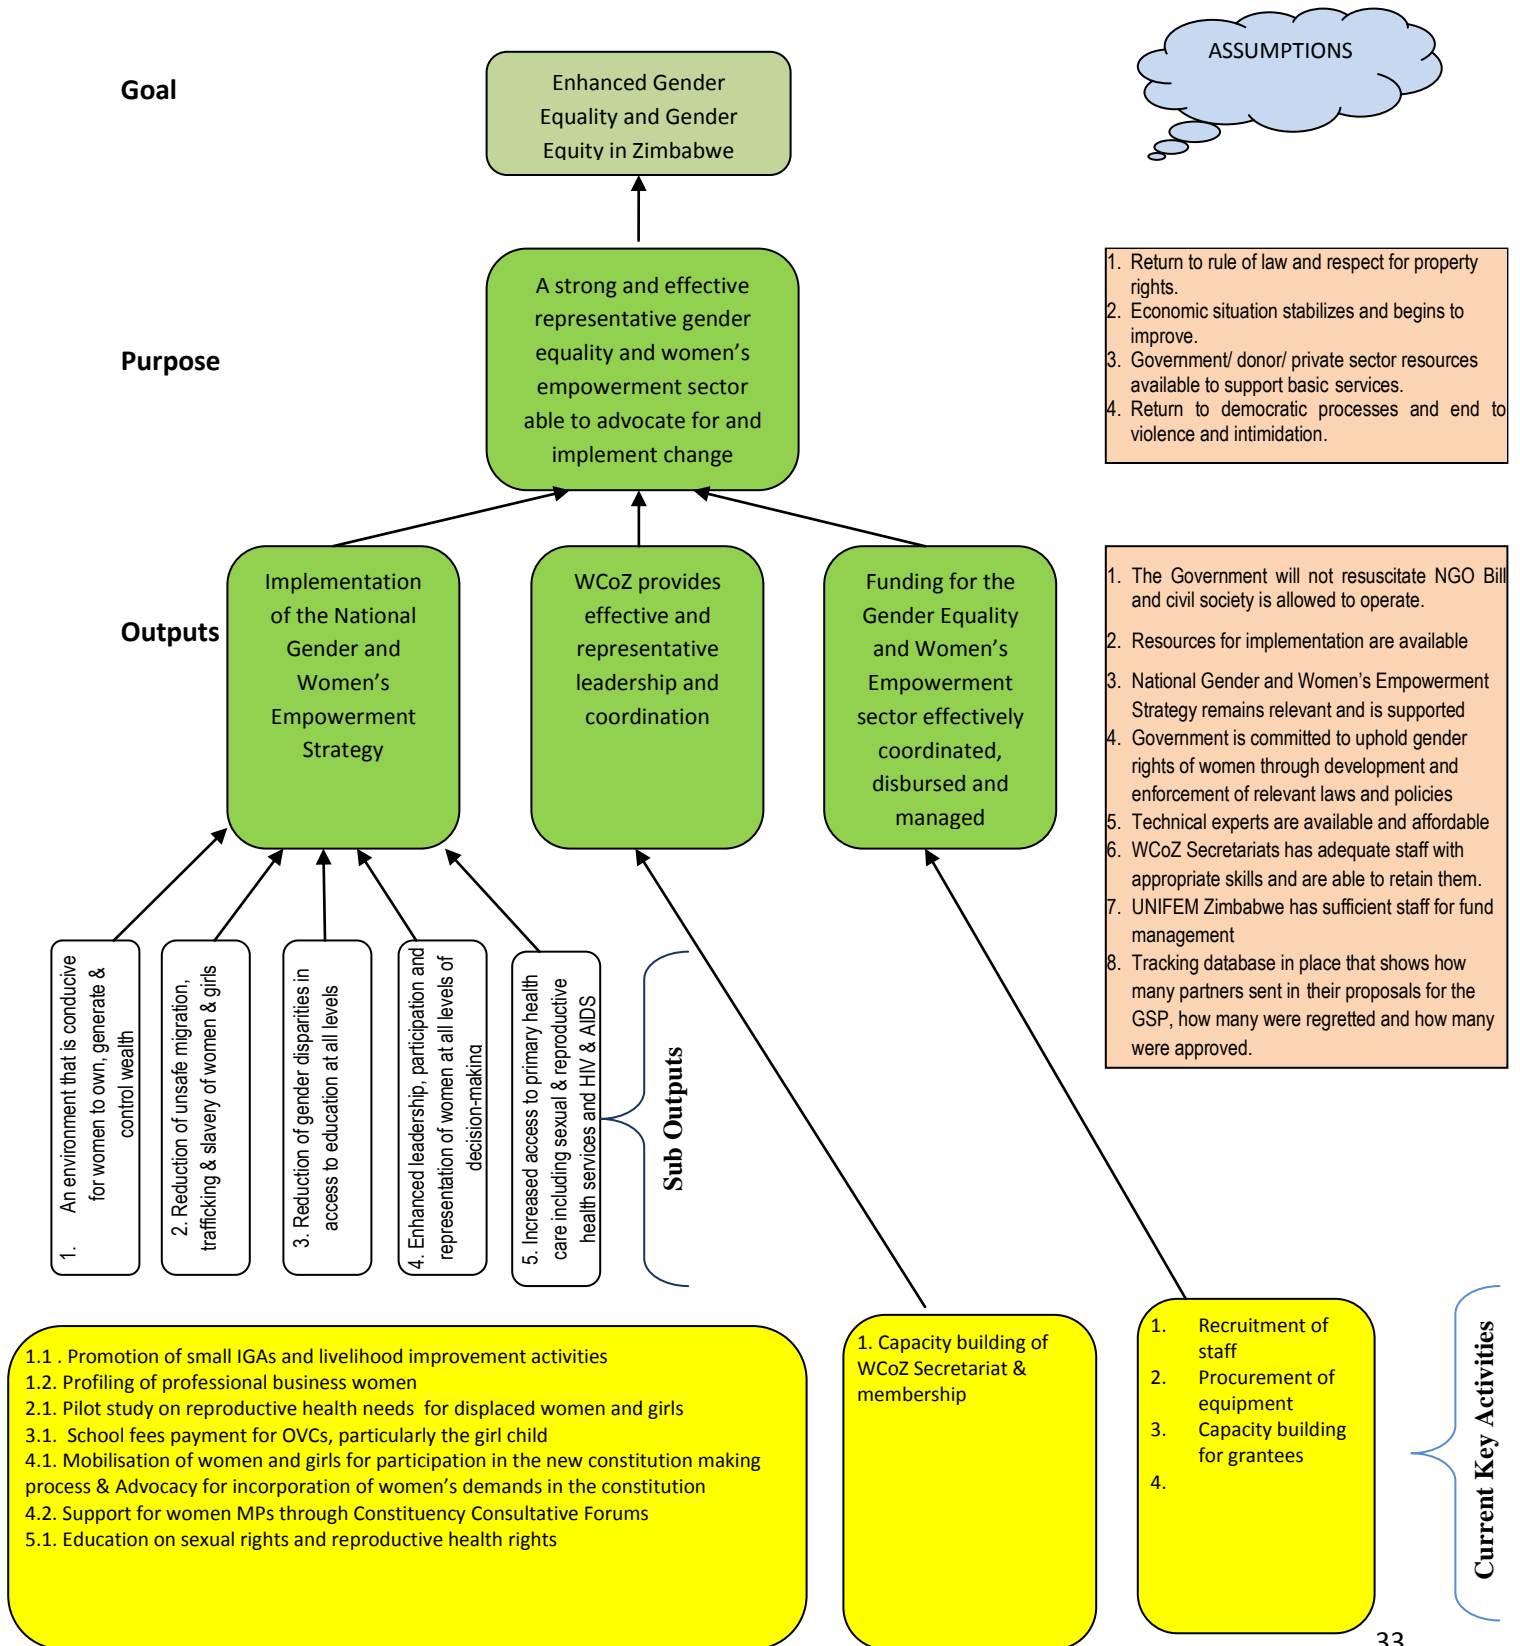 Goal
Enhanced Gender
Equality and Gender
Equity in Zimbabwe
ASSUMPTIONS
Purpose
A strong and effective
representative gender
equality and women’s
empowerment sector
able to advocate for and
implement change
1. Return to rule of law and respect for property
rights.
2. Economic situation stabilizes and begins to
improve.
3. Government/ donor/ private sector resources
available to support basic services.
4. Return to democratic processes and end to
violence and intimidation.
Outputs
Implementation
of the National
Gender and
Women’s
Empowerment
Strategy
WCoZ provides
effective and
representative
leadership and
coordination
Funding for the
Gender Equality
and Women’s
Empowerment
sector effectively
coordinated,
disbursed and
managed
1. The Government will not resuscitate NGO Bill
and civil society is allowed to operate.
2. Resources for implementation are available
3. National Gender and Women’s Empowerment
Strategy remains relevant and is supported
4. Government is committed to uphold gender
rights of women through development and
enforcement of relevant laws and policies
5. Technical experts are available and affordable
6. WCoZ Secretariats has adequate staff with
appropriate skills and are able to retain them.
7. UNIFEM Zimbabwe has sufficient staff for fund
management
8. Tracking database in place that shows how
many partners sent in their proposals for the
GSP, how many were regretted and how many
were approved.
1. An environment that is conducive
for women to own, generate &
control wealth
2. Reduction of unsafe migration,
trafficking & slavery of women & girls
3. Reduction of gender disparities in
access to education at all levels
4. Enhanced leadership, participation and
representation of women at all levels of
decision-making
5. Increased access to primary health
care including sexual & reproductive
health services and HIV & AIDS
Sub Outputs
1.1 . Promotion of small IGAs and livelihood improvement activities
1.2. Profiling of professional business women
2.1. Pilot study on reproductive health needs for displaced women and girls
3.1. School fees payment for OVCs, particularly the girl child
4.1. Mobilisation of women and girls for participation in the new constitution making
process & Advocacy for incorporation of women’s demands in the constitution
4.2. Support for women MPs through Constituency Consultative Forums
5.1. Education on sexual rights and reproductive health rights
1. Capacity building of
WCoZ Secretariat &
membership
1. Recruitment of
staff
2. Procurement of
equipment
3. Capacity building
for grantees
4.
Current Key Activities
33